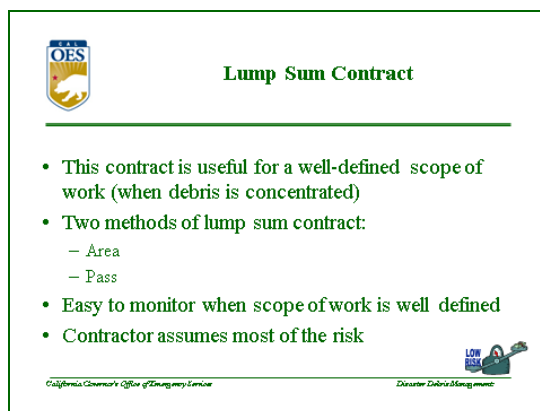 CAL
OES
Lump Sum Contract
• This contract is useful for a well-defined scope of
work (when debris is concentrated)
• Two methods of lump sum contract:
– Area
– Pass
• Easy to monitor when scope of work is well defined
• Contractor assumes most of the risk
LOW
RISK
California Governor's Office of Emergency Services
Disaster Debris Management